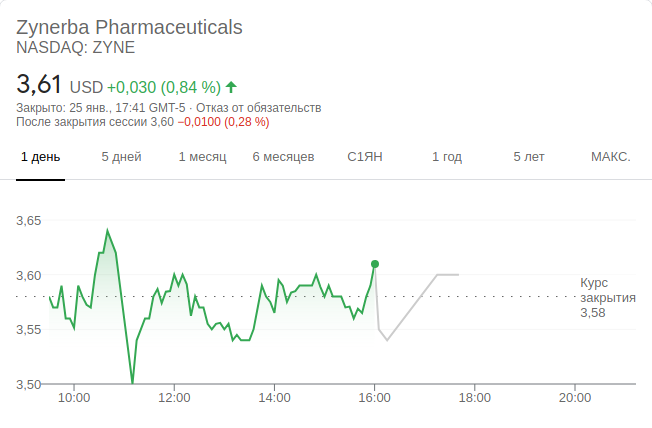 Zynerba Pharmaceuticals
NASDAQ: ZYNE
3,61 USD +0,030 (0,84 %)
Закрыто: 25 янв., 17:41 GMT-5 · Отказ от обязательств
После закрытия сессии 3,60 −0,0100 (0,28 %)
1 день 5 дней 1 месяц 6 месяцев С1ЯН 1 год 5 лет МАКС.
3,65
3,60
3,55
3,50
Курс
закрытия
3,58
10:00 12:00 14:00 16:00 18:00 20:00